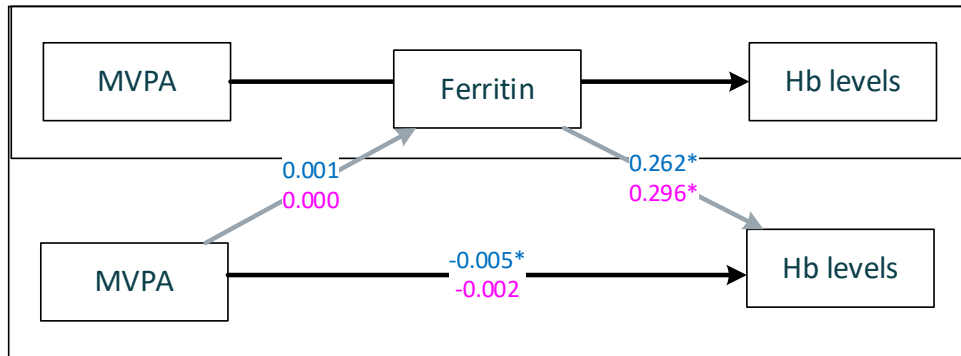 MVPA
Ferritin
Hb levels
0.001
0.000
0.262*
0.296*
MVPA
-0.005*
-0.002
Hb levels